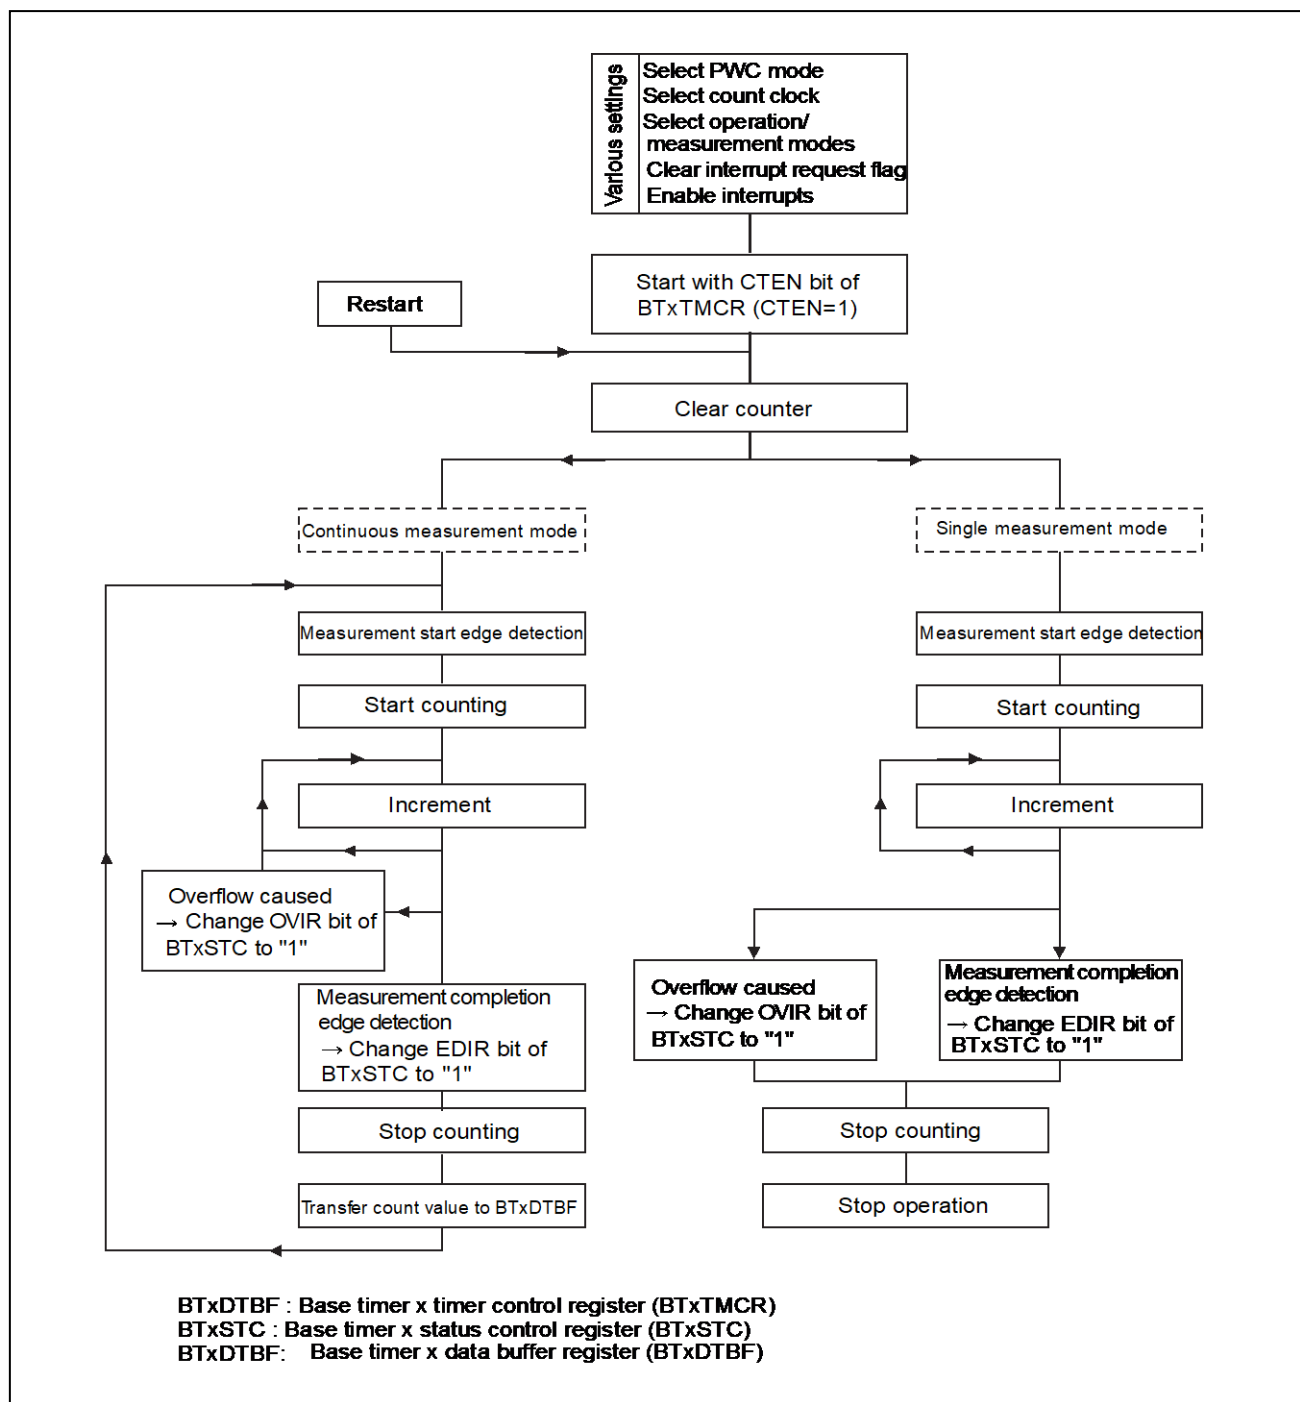 Various settings
Select PWC mode
Select count clock
Select operation/
measurement modes
Clear interrupt request flag
Enable interrupts
Start with CTEN bit of
BTxTMCR (CTEN=1)
Restart
Clear counter
Continuous measurement mode
Measurement start edge detection
Start counting
Increment
Overflow caused
→ Change OVIR bit of
BTxSTC to "1"
Measurement completion
edge detection
→ Change EDIR bit of
BTxSTC to "1"
Stop counting
Transfer count value to BTxDTBF
Single measurement mode
Measurement start edge detection
Start counting
Increment
Overflow caused
→ Change OVIR bit of
BTxSTC to "1"
Measurement completion
edge detection
→ Change EDIR bit of
BTxSTC to "1"
Stop counting
Stop operation
BTxDTBF : Base timer x timer control register (BTxTMCR)
BTxSTC : Base timer x status control register (BTxSTC)
BTxDTBF: Base timer x data buffer register (BTxDTBF)